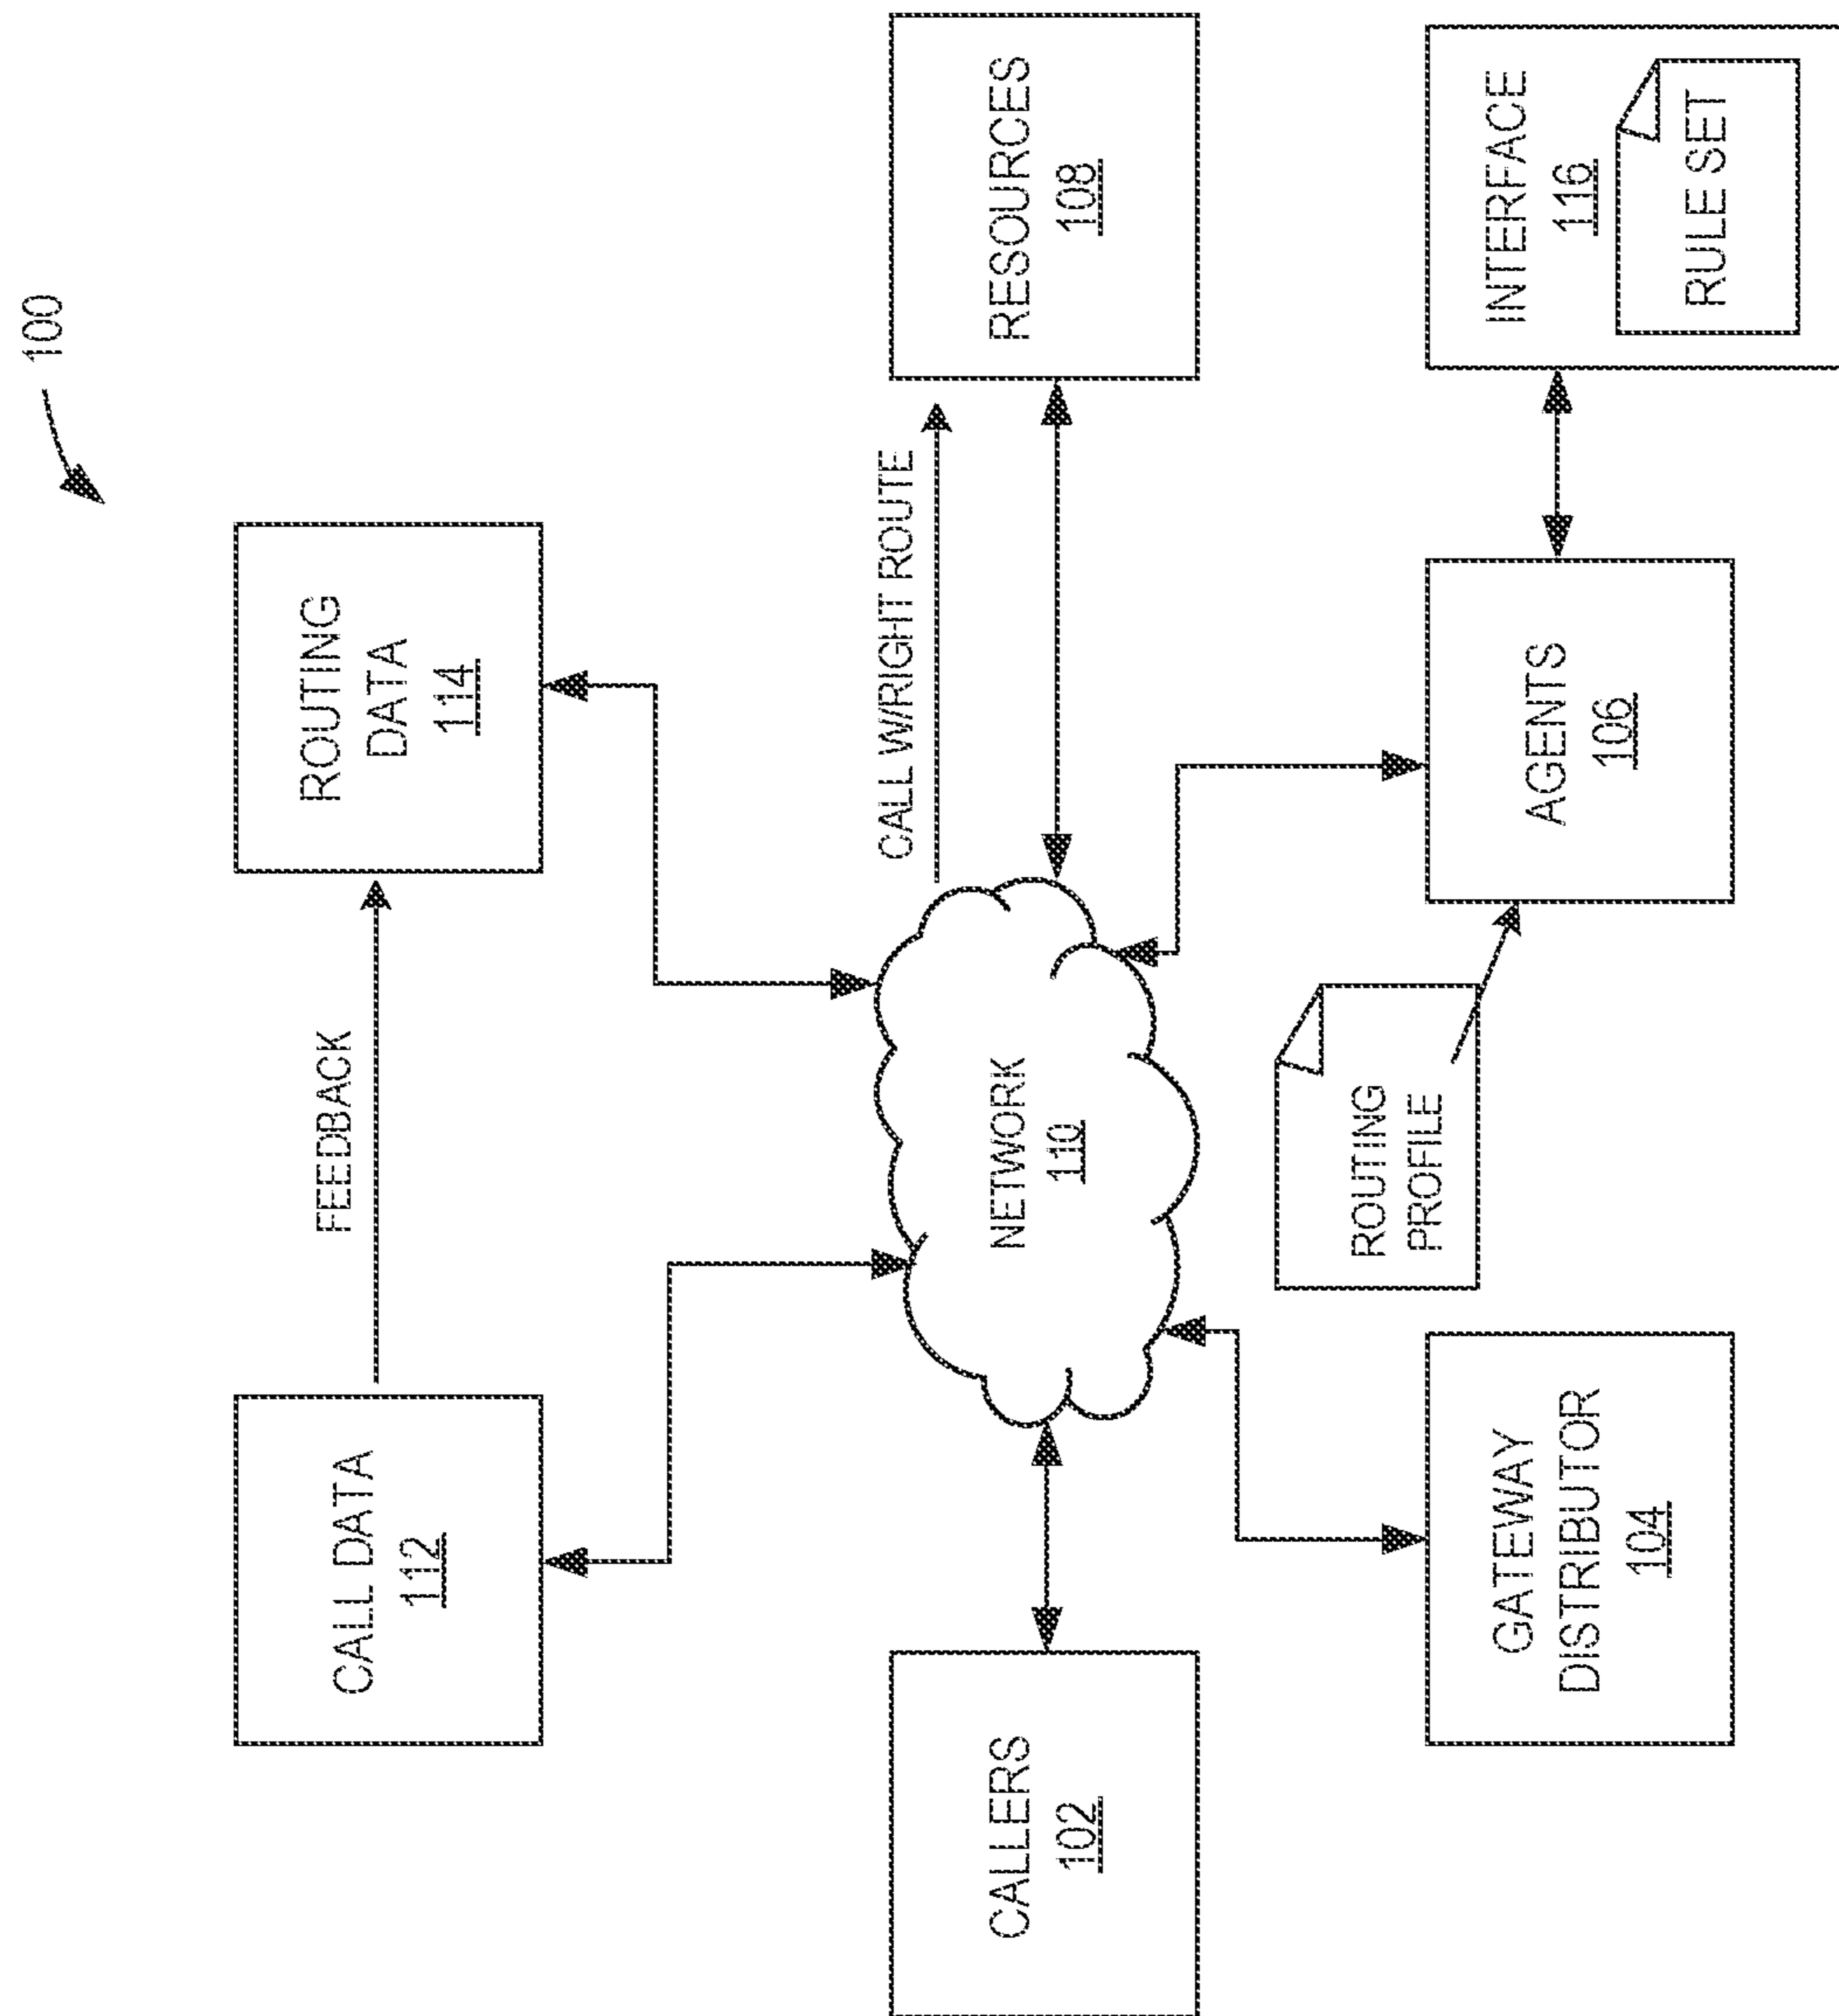 100
CALL DATA
112
FEEDBACK
ROUTING
DATA
114
CALLERS
102
NETWORK
110
CALL W/RIGHT ROUTE
RESOURCES
108
GATEWAY
DISTRIBUTOR
104
ROUTING
PROFILE
AGENTS
106
INTERFACE
116
RULE SET